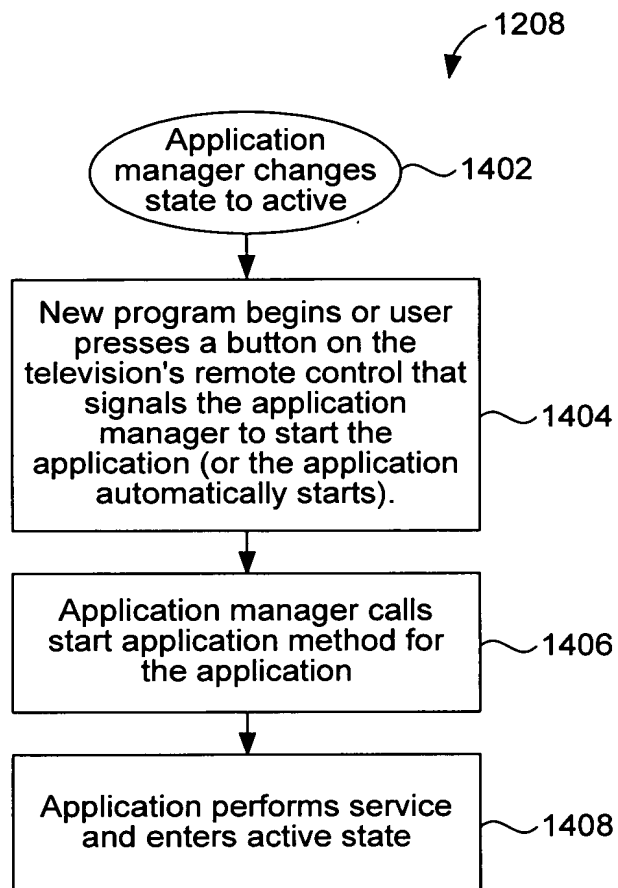 1208
Application
manager changes
state to active
1402
New program begins or user
presses a button on the
television's remote control that
signals the application
manager to start the
application (or the application
automatically starts).
1404
Application manager calls
start application method for
the application
1406
Application performs service
and enters active state
1408